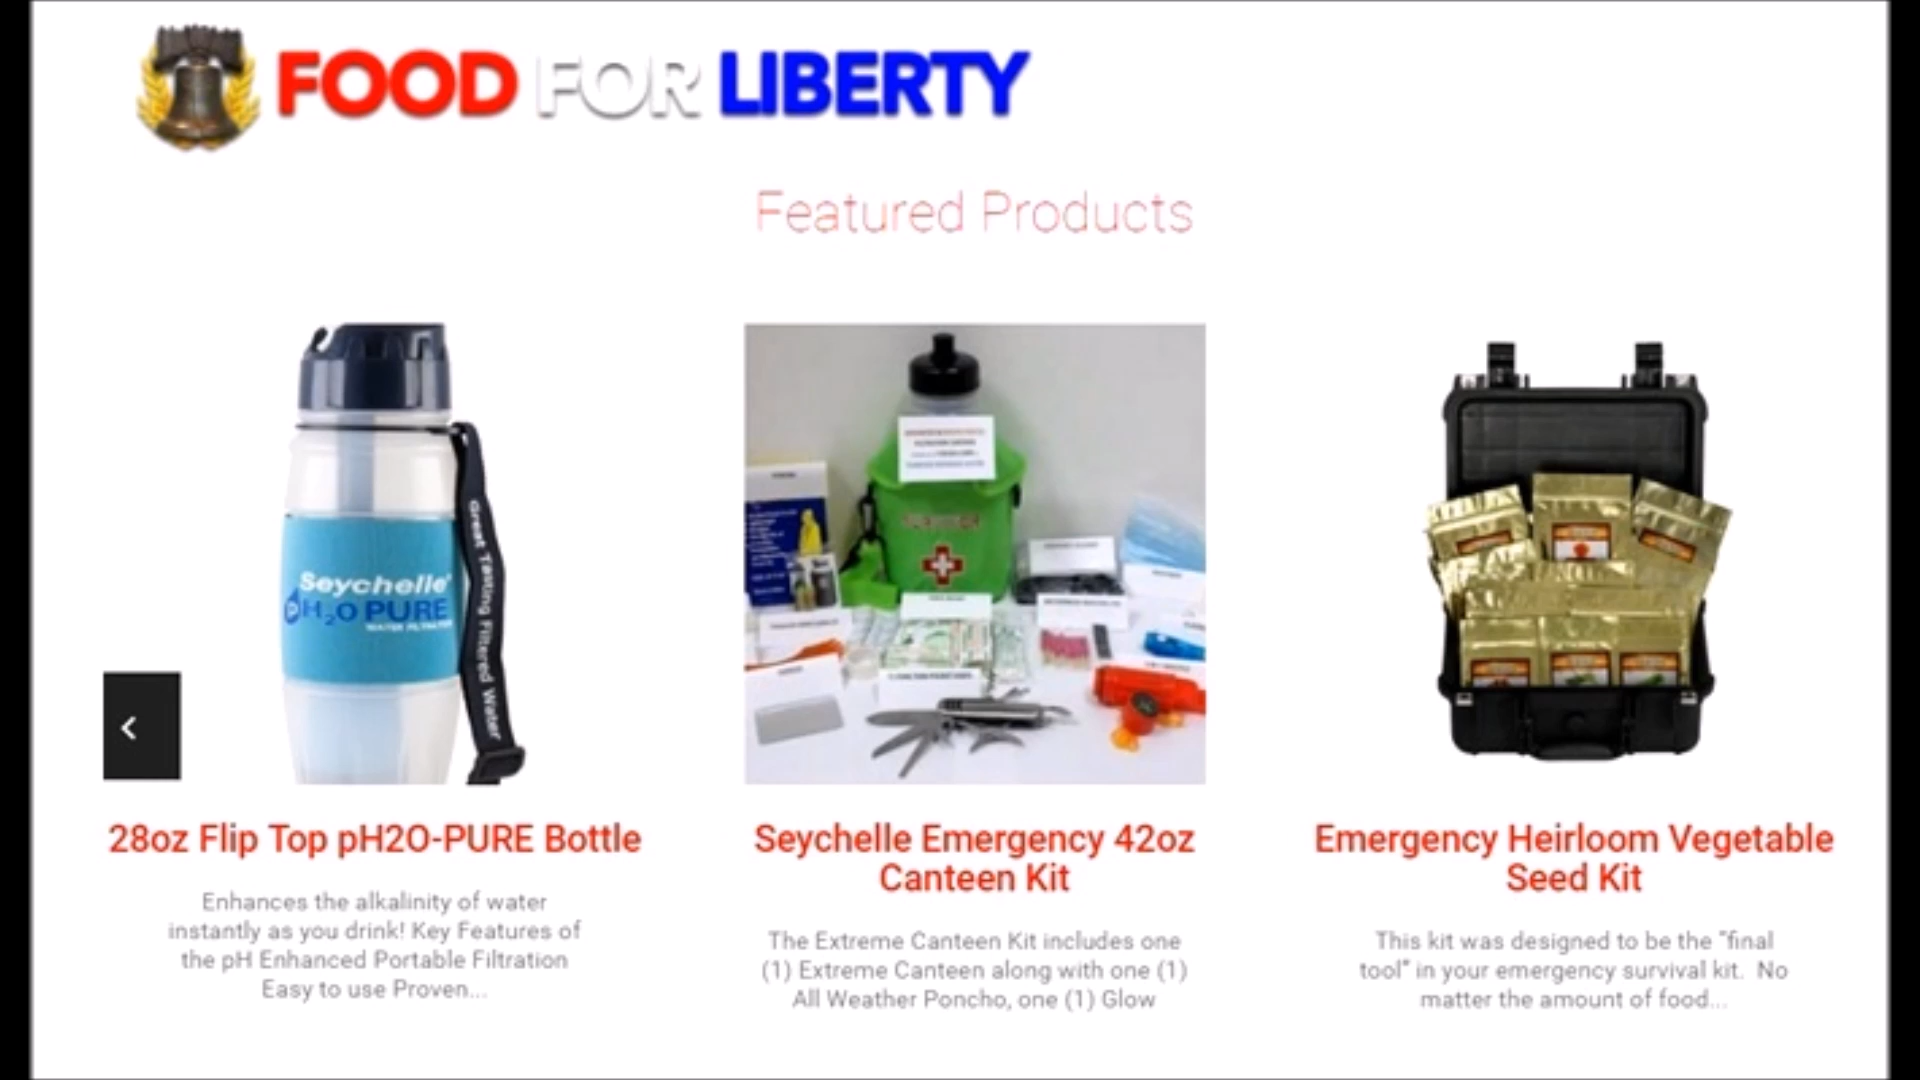 FOOD FOR LIBERTY
Featured Products
Seychelle
pH₂O PURE
WATER FILTRATION
Great Tasting Filtered Water
28oz Flip Top pH2O-PURE Bottle
Enhances the alkalinity of water
instantly as you drink! Key Features of
the pH Enhanced Portable Filtration
Easy to use Proven...
Seychelle Emergency 42oz
Canteen Kit
The Extreme Canteen Kit includes one
(1) Extreme Canteen along with one (1)
All Weather Poncho, one (1) Glow
Emergency Heirloom Vegetable
Seed Kit
This kit was designed to be the "final
tool" in your emergency survival kit. No
matter the amount of food...